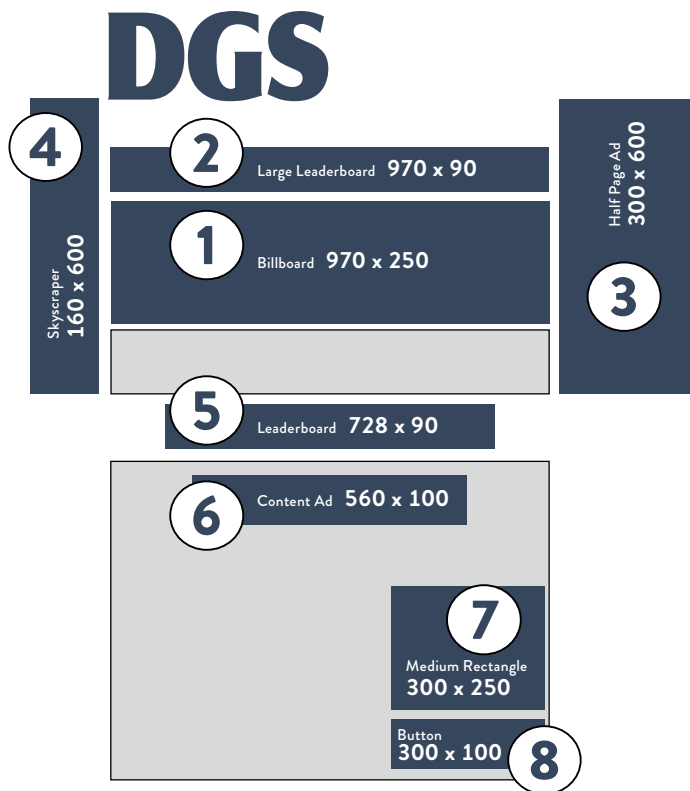 DGS
4
Skyscraper
160 x 600
2
Large Leaderboard 970 x 90
1
Billboard 970 x 250
Half Page Ad
300 x 600
3
5
Leaderboard 728 x 90
6
Content Ad 560 x 100
7
Medium Rectangle
300 x 250
Button
300 x 100
8